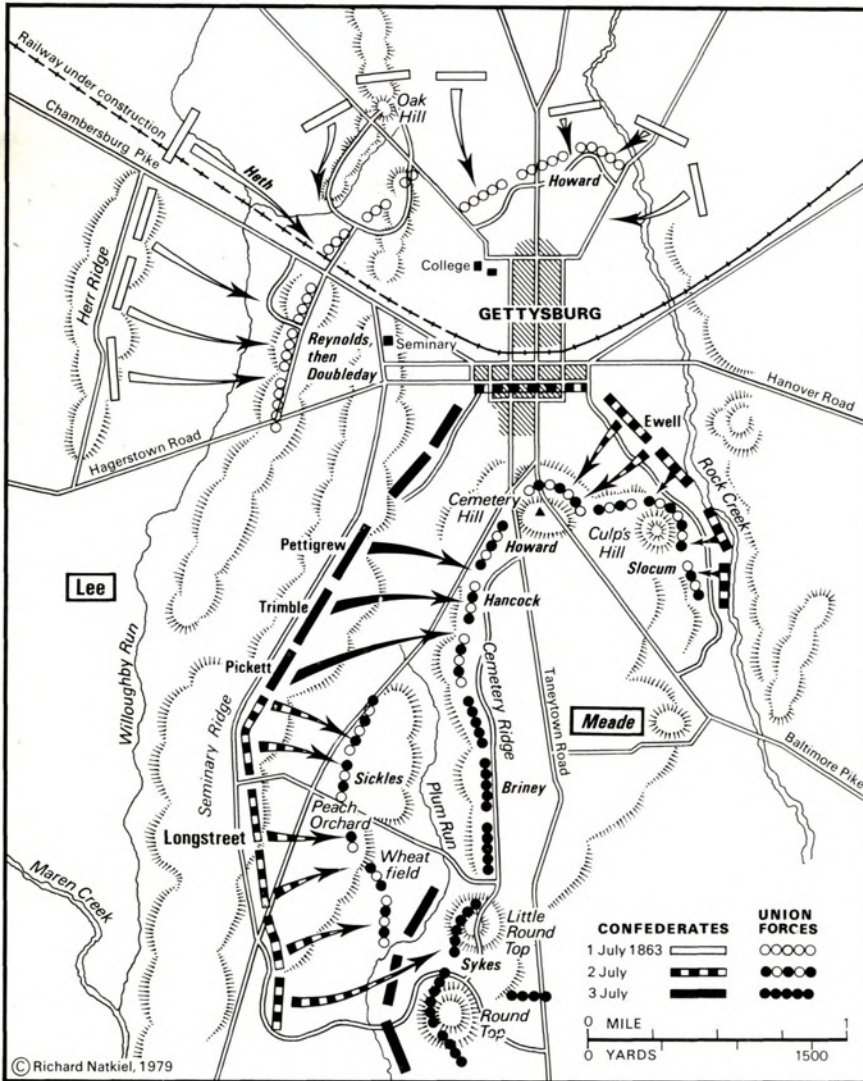 Railway under construction
Chambersburg Pike
Oak
Hill
Heth
Howard
Herr Ridge
College
GETTYSBURG
Reynolds,
then
Doubleday
Seminary
Hanover Road
Hagerstown Road
Ewell
Rock Creek
Cemetery
Hill
Culp's
Hill
Howard
Slocum
Pettigrew
Lee
Hancock
Trimble
Willoughby Run
Pickett
Seminary Ridge
Cemetery Ridge
Taneytown Road
Meade
Baltimore Pike
Sickles
Plum Run
Briney
Peach
Orchard
Longstreet
Wheat
field
Maren Creek
Little
Round
Top
Sykes
Round
Top
CONFEDERATES
UNION
FORCES
1 July 1863
2 July
3 July
0 MILE 1
YARDS
0 1500
© Richard Natkiel, 1979